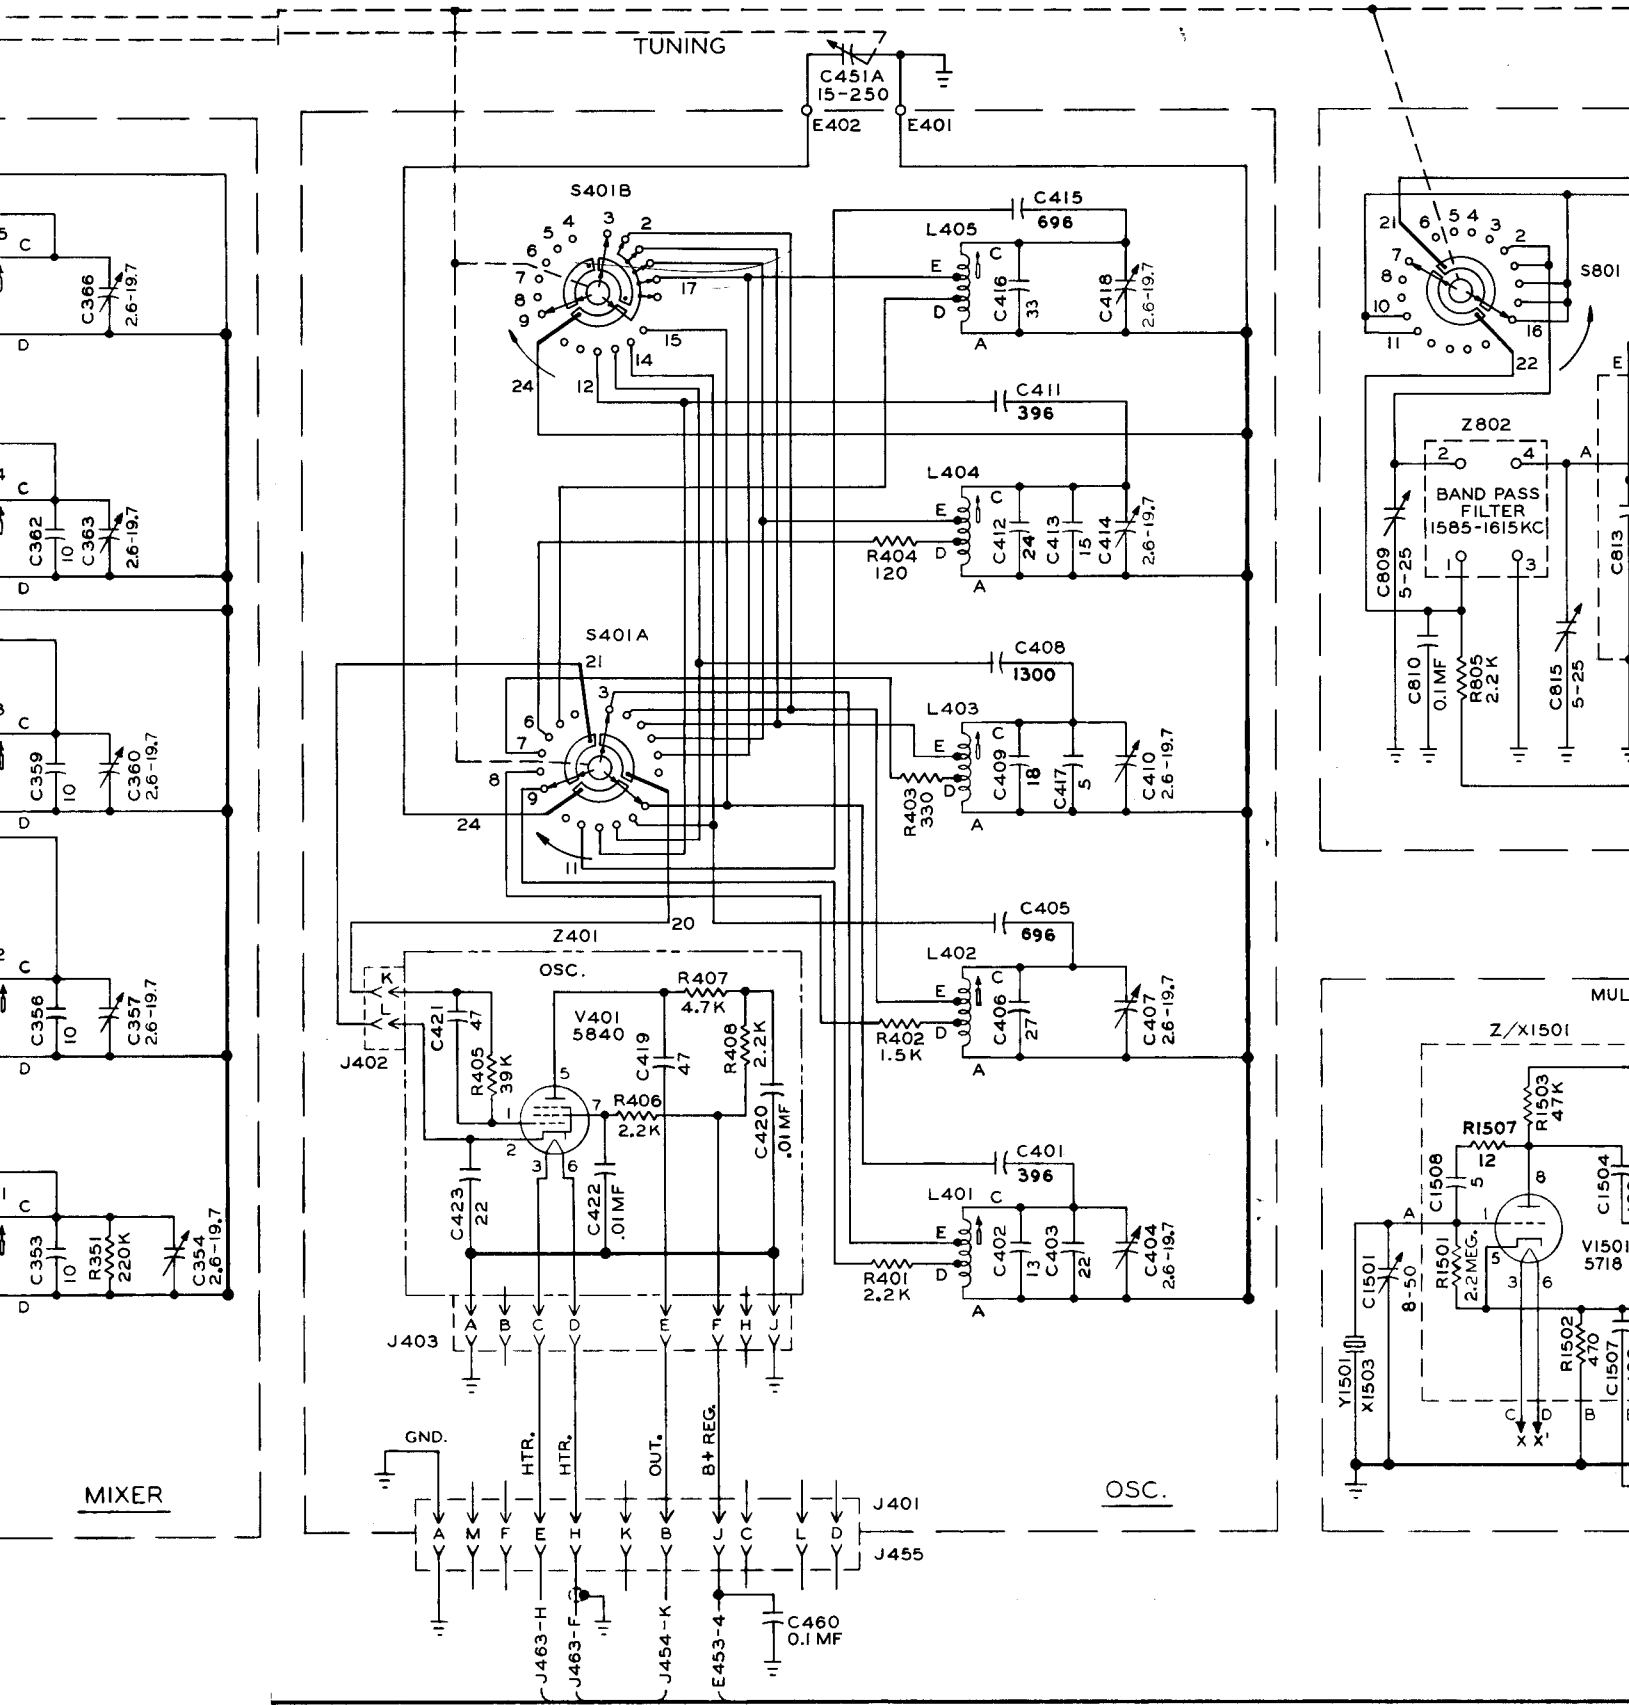 TUNING
C451A
15-250
E402
E401
C
C366
2.6-19.7
D
C
C362
10
C363
2.6-19.7
D
C
C359
10
C360
2.6-19.7
D
C
C356
10
C357
2.6-19.7
D
C
C353
10
R351
220K
C354
2.6-19.7
D
MIXER
S401B
2
3
4
5
6
7
8
9
12
14
15
17
24
S401A
21
3
6
7
8
9
24
11
20
C415
696
L405
C
E
D
A
C416
33
C418
2.6-19.7
C411
396
L404
C
E
D
A
R404
120
C412
24
C413
15
C414
2.6-19.7
C408
1300
L403
C
E
D
A
R403
330
C409
18
C417
5
C410
2.6-19.7
C405
696
L402
C
E
D
A
R402
1.5K
C406
27
C407
2.6-19.7
C401
396
L401
C
E
D
A
R401
2.2K
C402
13
C403
22
C404
2.6-19.7
Z401
OSC.
K
L
J402
C421
47
R405
39K
V401
5840
5
1
2
3
6
7
C419
47
R407
4.7K
R408
2.2K
R406
2.2K
C420
.01MF
C423
22
C422
.01MF
J403
A
B
C
D
E
F
H
J
GND.
HTR.
HTR.
OUT.
B+ REG.
OSC.
J401
A
M
F
E
H
K
B
J
C
L
D
J455
J463-H
J463-F
J454-K
E453-4
C460
0.1MF
S801
21
6
5
4
3
2
7
8
10
11
16
22
Z802
2
4
A
E
BAND PASS
FILTER
1585-1615KC
1
3
C809
5-25
C810
0.1MF
R805
2.2K
C815
5-25
C813
MUL
Z/X1501
R1503
47K
R1507
12
C1508
5
C1504
8
A
1
V1501
5718
5
3
6
C1501
8-50
R1501
2.2MEG.
R1502
470
C1507
Y1501
X1503
C
D
B
X
X'